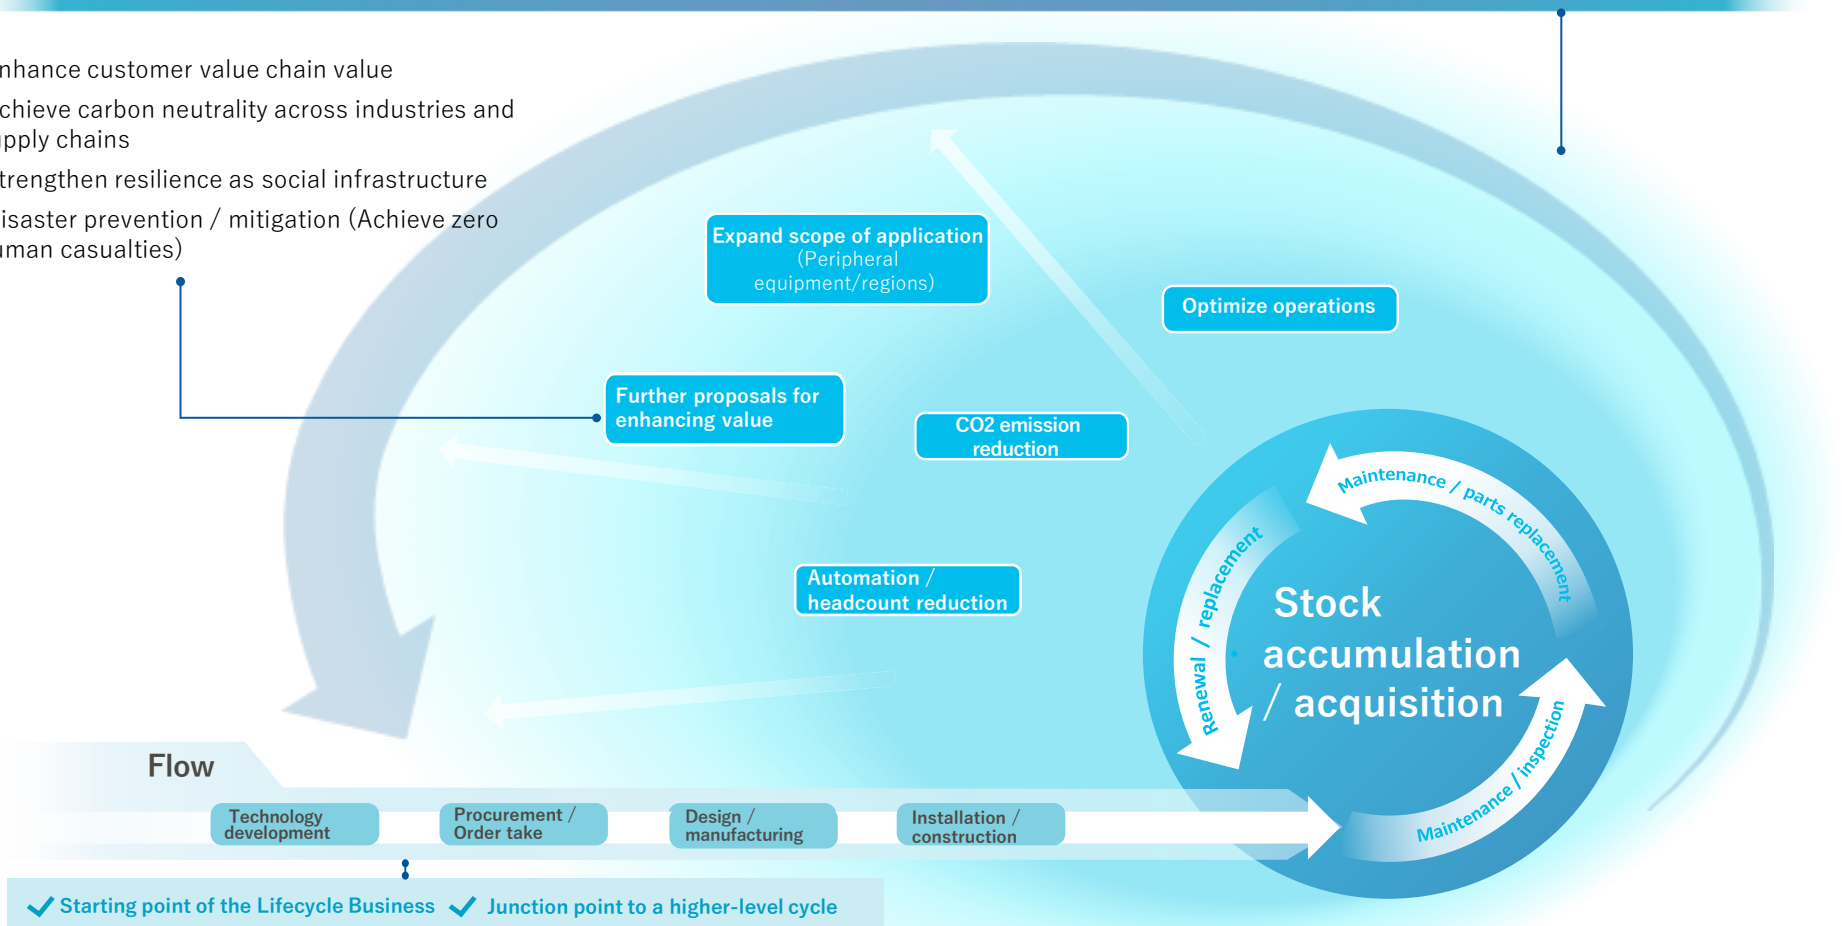 nhance customer value chain value
chieve carbon neutrality across industries and
pply chains
trengthen resilience as social infrastructure
isaster prevention / mitigation (Achieve zero
uman casualties)
Expand scope of application
(Peripheral
equipment/regions)
Optimize operations
Further proposals for
enhancing value
CO2 emission
reduction
Automation /
headcount reduction
Maintenance / parts replacement
Renewal / replacement
Stock
accumulation
/ acquisition
Maintenance / inspection
Flow
Technology
development
Procurement /
Order take
Design /
manufacturing
Installation /
construction
Starting point of the Lifecycle Business
Junction point to a higher-level cycle